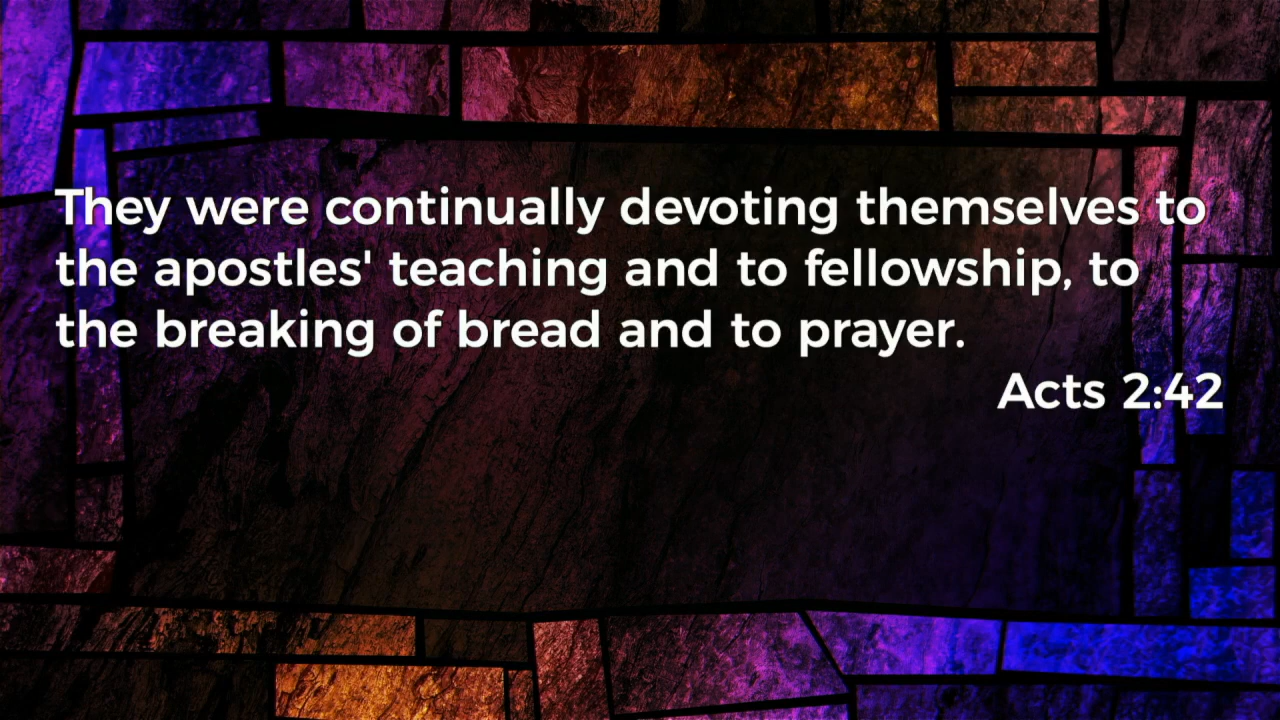 They were continually devoting themselves to
the apostles' teaching and to fellowship, to
the breaking of bread and to prayer.
Acts 2:42